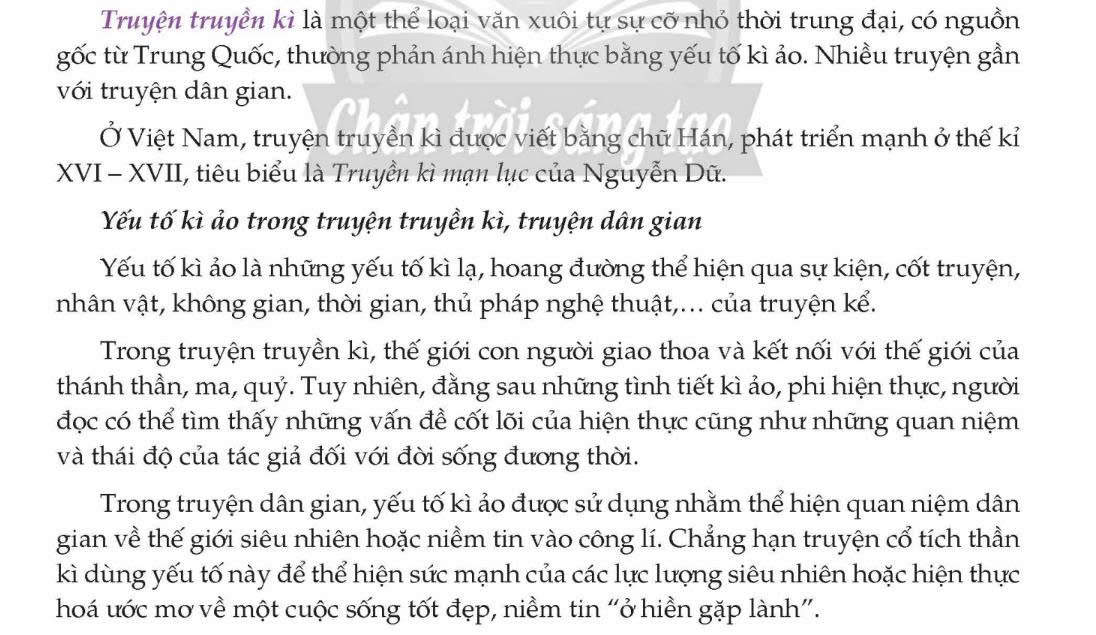 Truyện truyền kì là một thể loại văn xuôi tự sự cỡ nhỏ thời trung đại, có nguồn
gốc từ Trung Quốc, thường phản ánh hiện thực bằng yếu tố kì ảo. Nhiều truyện gần
với truyện dân gian.
Chân trời sáng tạo
Ở Việt Nam, truyện truyền kì được viết bằng chữ Hán, phát triển mạnh ở thế kỉ
XVI – XVII, tiêu biểu là Truyền kì mạn lục của Nguyễn Dữ.
Yếu tố kì ảo trong truyện truyền kì, truyện dân gian
Yếu tố kì ảo là những yếu tố kì lạ, hoang đường thể hiện qua sự kiện, cốt truyện,
nhân vật, không gian, thời gian, thủ pháp nghệ thuật,... của truyện kể.
Trong truyện truyền kì, thế giới con người giao thoa và kết nối với thế giới của
thánh thần, ma, quỷ. Tuy nhiên, đằng sau những tình tiết kì ảo, phi hiện thực, người
đọc có thể tìm thấy những vấn đề cốt lõi của hiện thực cũng như những quan niệm
và thái độ của tác giả đối với đời sống đương thời.
Trong truyện dân gian, yếu tố kì ảo được sử dụng nhằm thể hiện quan niệm dân
gian về thế giới siêu nhiên hoặc niềm tin vào công lí. Chẳng hạn truyện cổ tích thần
kì dùng yếu tố này để thể hiện sức mạnh của các lực lượng siêu nhiên hoặc hiện thực
hoá ước mơ về một cuộc sống tốt đẹp, niềm tin “ở hiền gặp lành”.